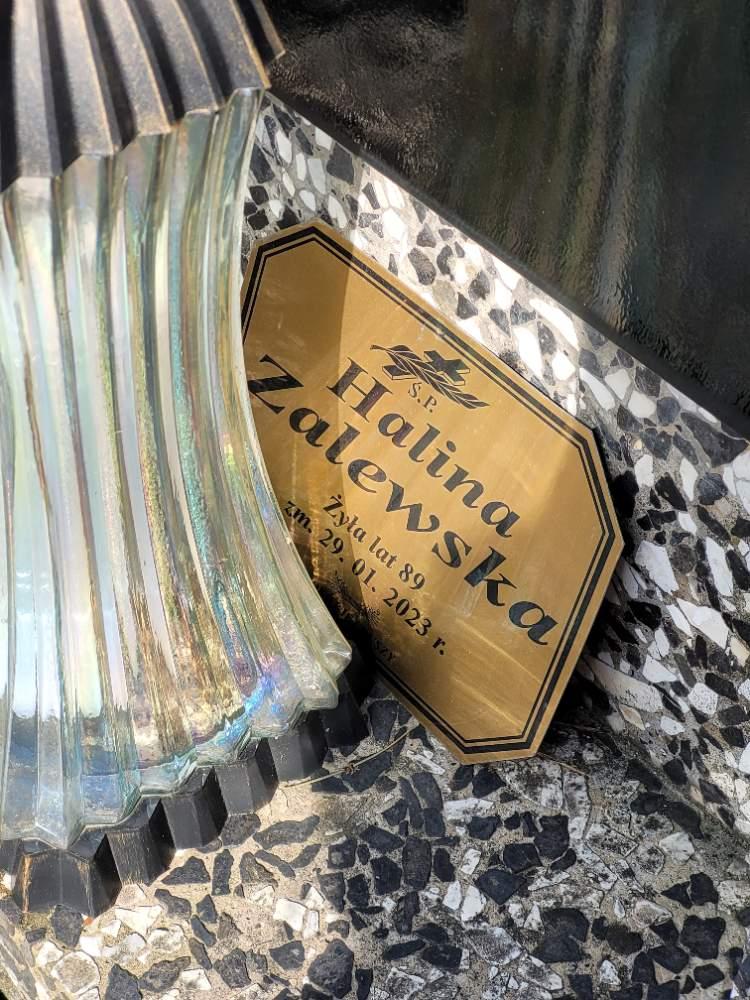 Ś.P.
Halina
Zalewska
Żyła lat 89
zm. 29. 01. 2023 r.